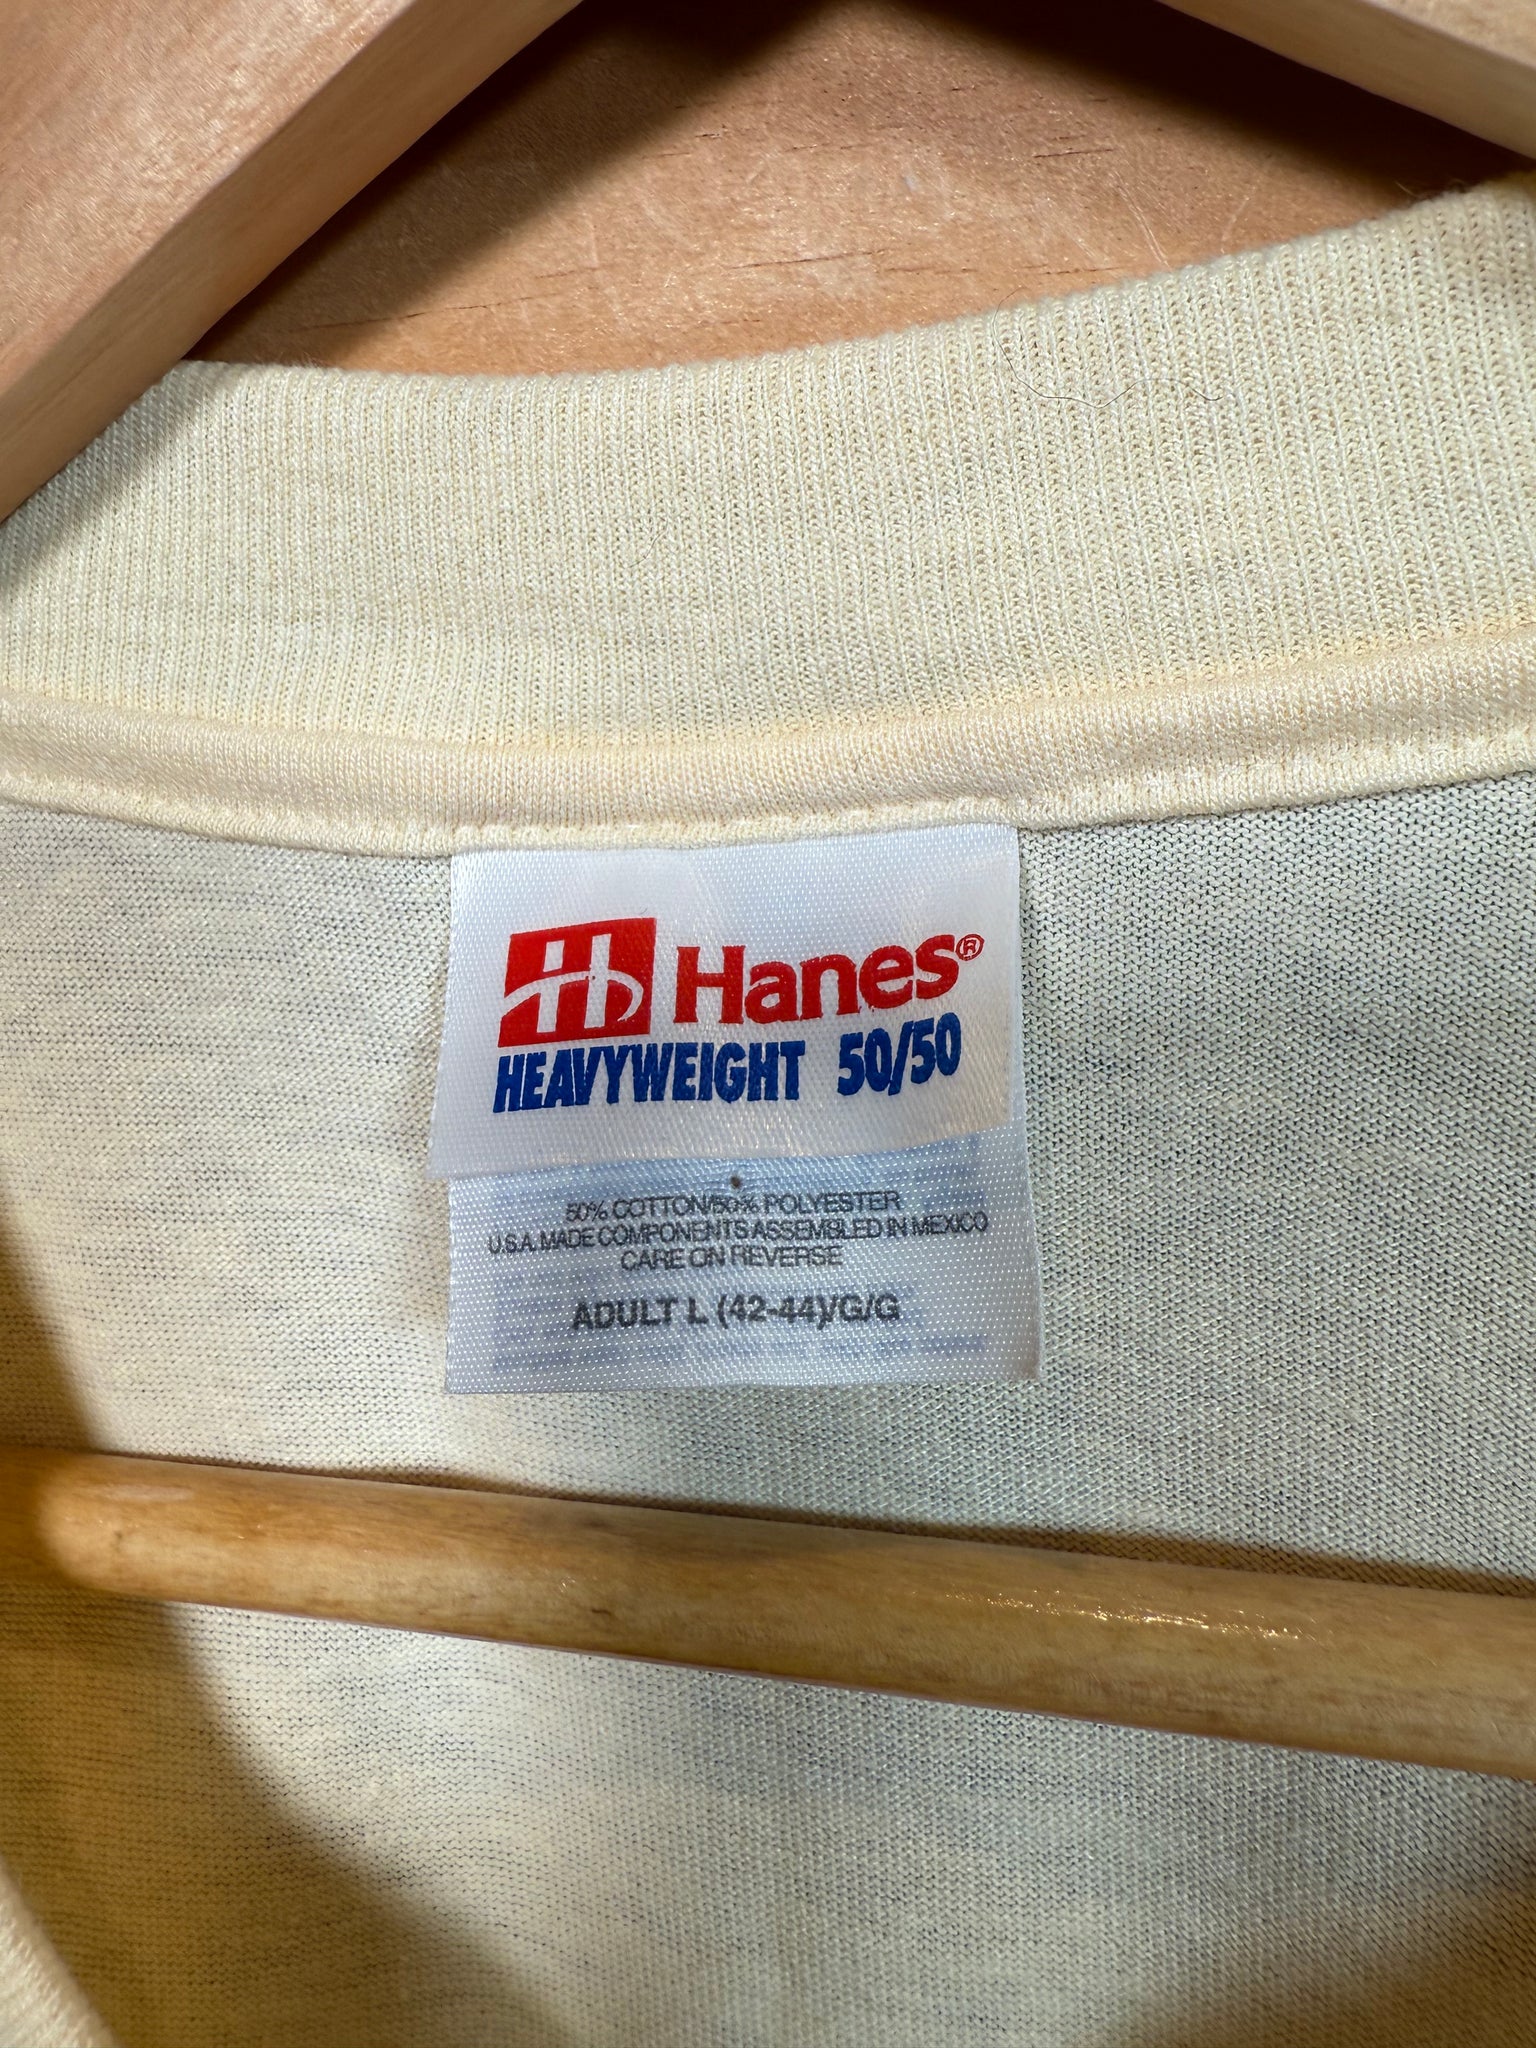 H Hanes®
HEAVYWEIGHT 50/50
50% COTTON/50% POLYESTER
U.S.A. MADE COMPONENTS ASSEMBLED IN MEXICO
CARE ON REVERSE
ADULT L (42-44)/G/G